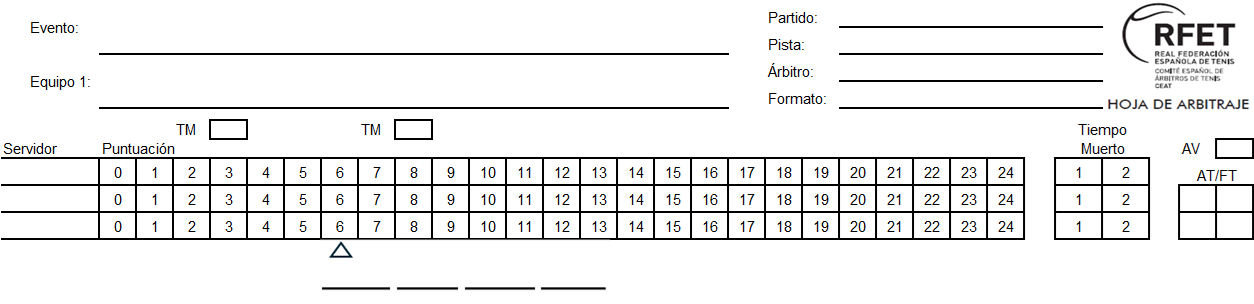 Evento:
Equipo 1:
Partido:
Pista:
Árbitro:
Formato:
RFET
REAL FEDERACIÓN
ESPAÑOLA DE TENIS
COMITÉ ESPAÑOL DE
ÁRBITROS DE TENIS
CEAT
HOJA DE ARBITRAJE
TM TM
Servidor Puntuación Tiempo
Muerto AV
AT/FT
0 1 2 3 4 5 6 7 8 9 10 11 12 13 14 15 16 17 18 19 20 21 22 23 24 1 2
0 1 2 3 4 5 6 7 8 9 10 11 12 13 14 15 16 17 18 19 20 21 22 23 24 1 2
0 1 2 3 4 5 6 7 8 9 10 11 12 13 14 15 16 17 18 19 20 21 22 23 24 1 2